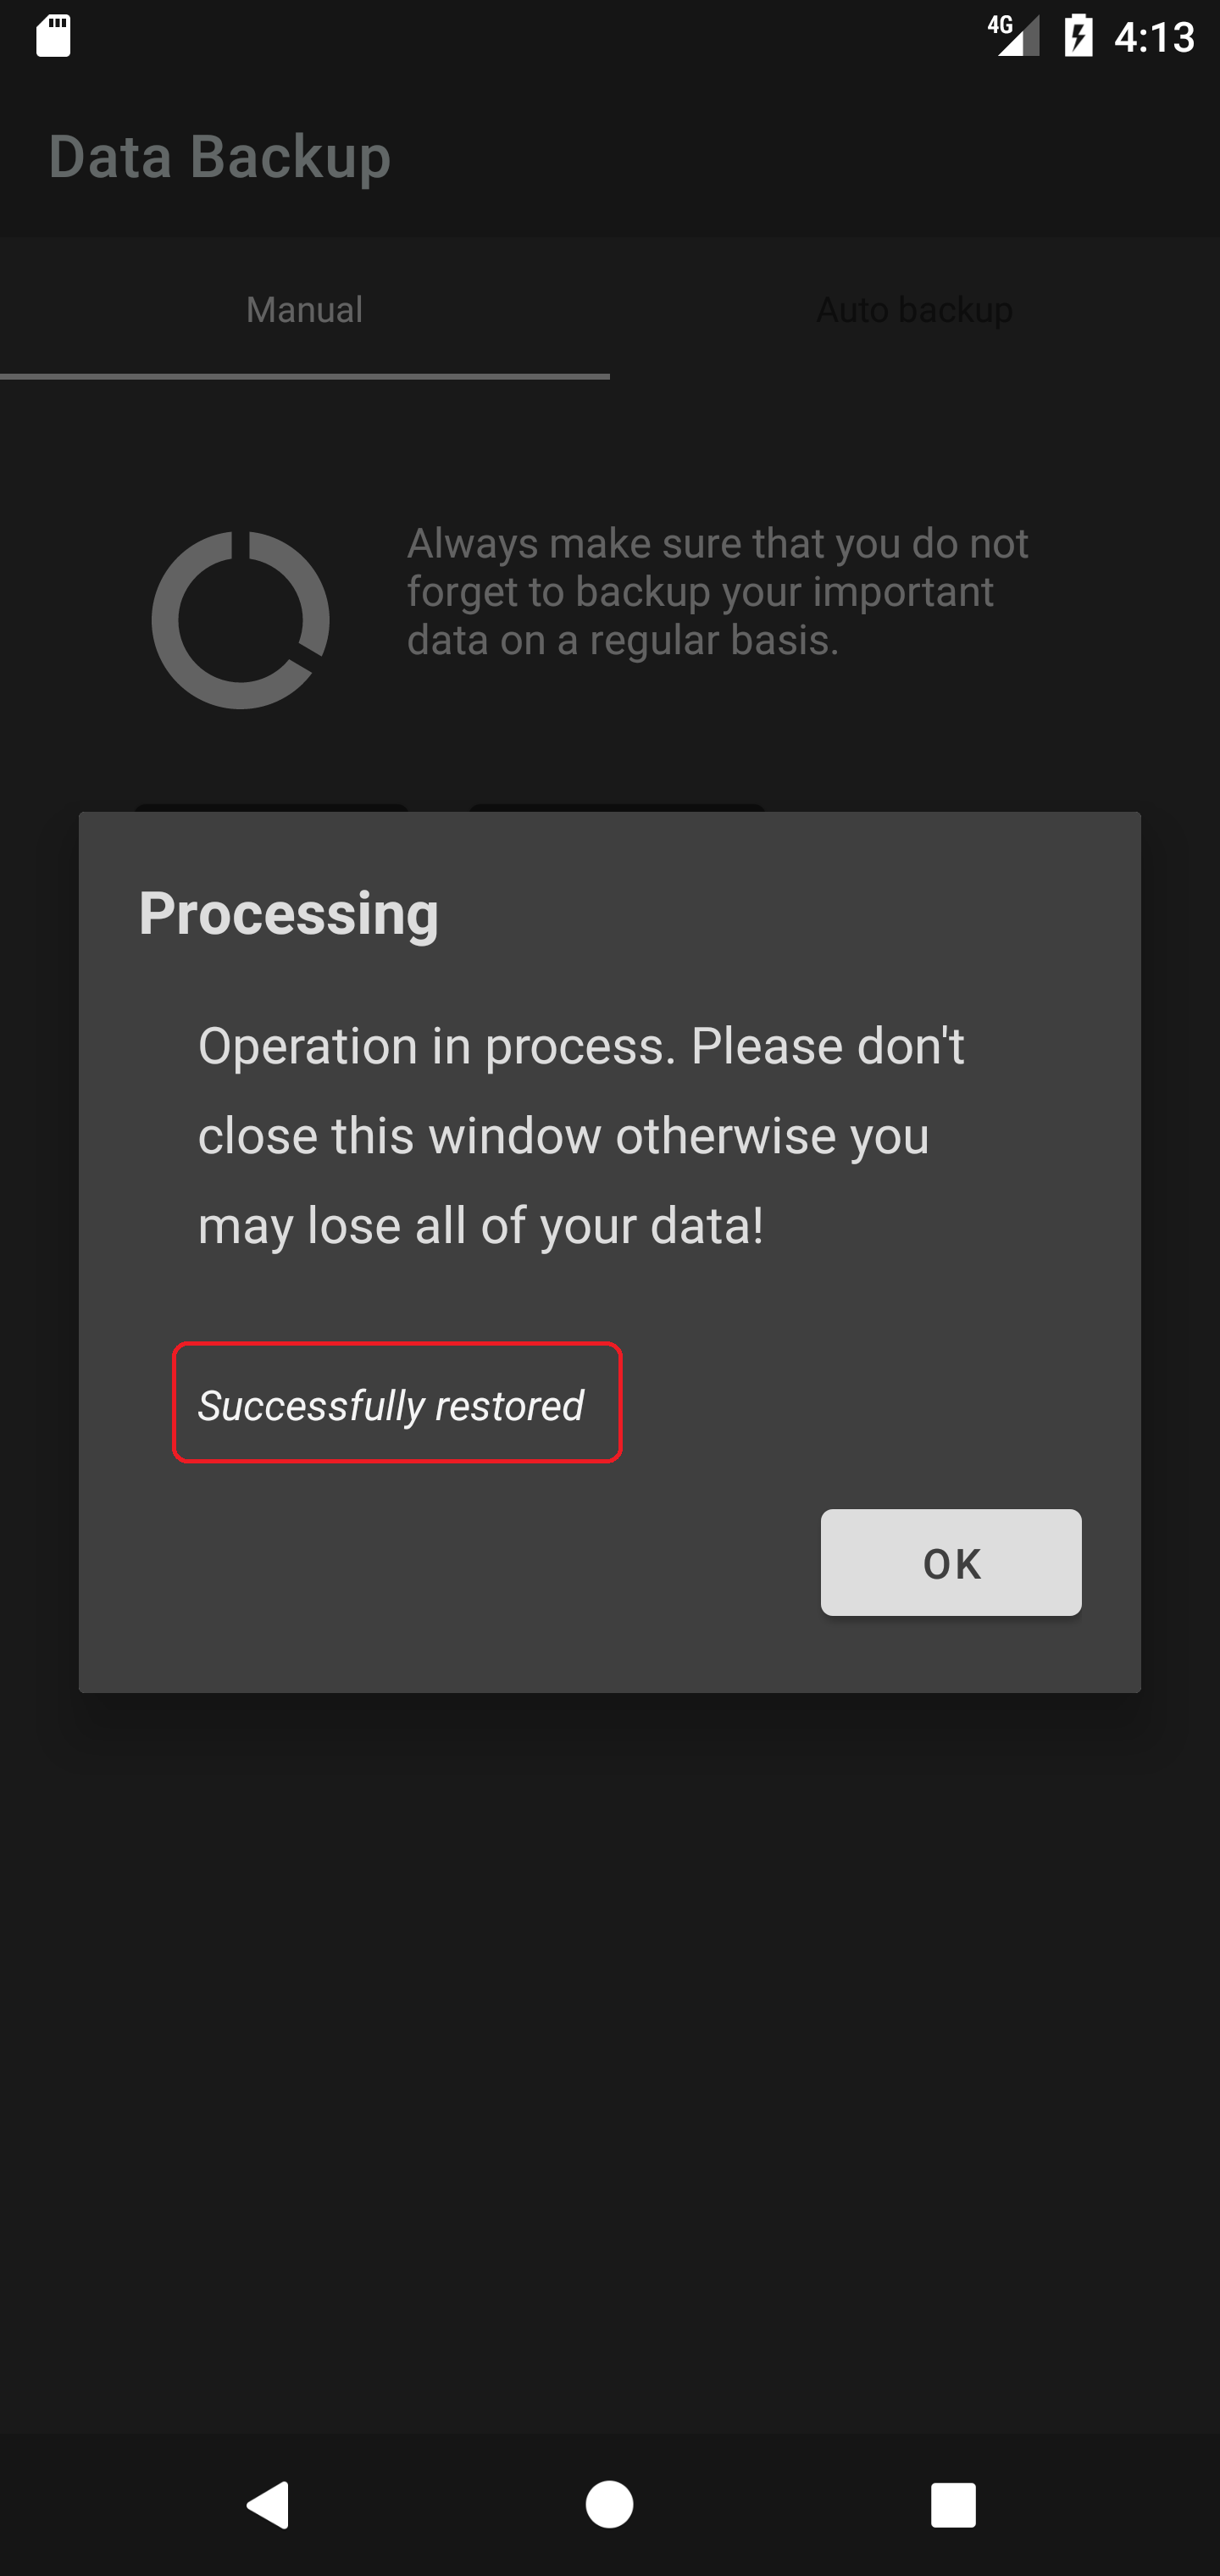 4G 4:13
Data Backup
Manual Auto backup
Always make sure that you do not
forget to backup your important
data on a regular basis.
Processing
Operation in process. Please don't
close this window otherwise you
may lose all of your data!
Successfully restored
OK